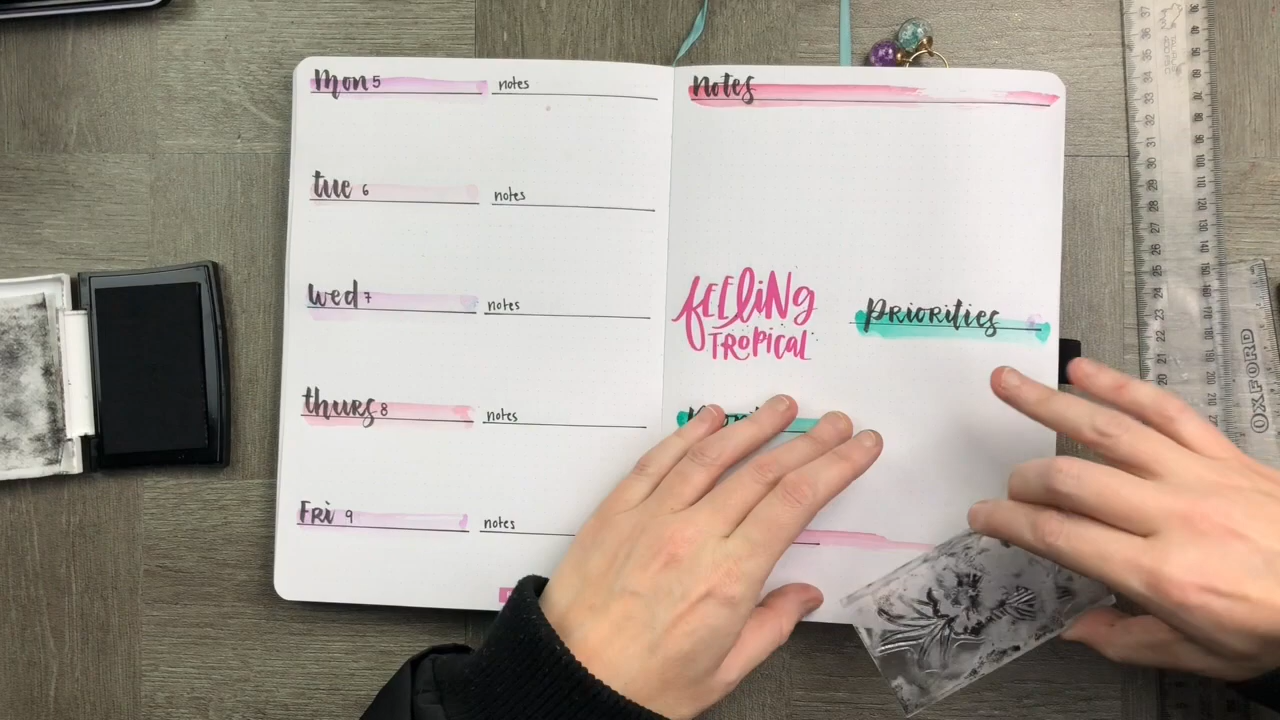 Mon 5
notes
tue 6
notes
wed 7
notes
thurs 8
notes
Fri 9
notes
notes
feeling
tropical
Priorities
OXFORD